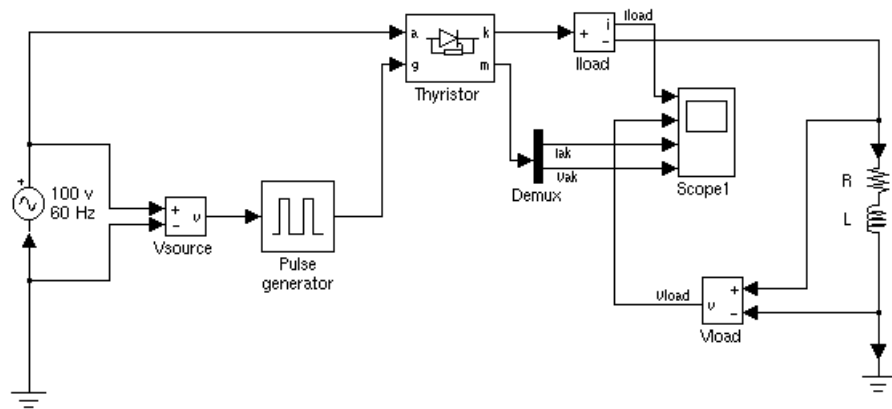 Iload
a
k
g
m
Thyristor
+
i
-
Iload
Iak
Vak
Demux
Scope1
R
L
+
100 v
60 Hz
+
-
v
Vsource
Pulse
generator
Vload
v
+
-
Vload